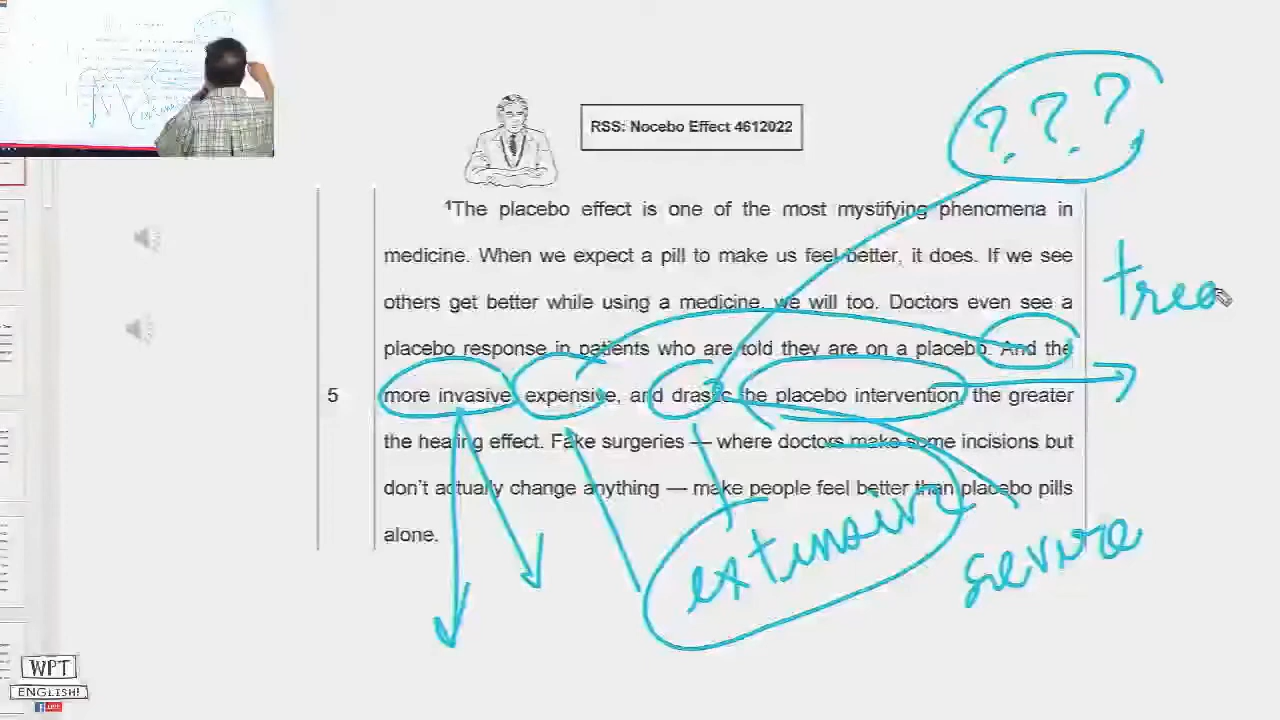 RSS: Nocebo Effect 4612022
? ? ?
¹The placebo effect is one of the most mystifying phenomena in
medicine. When we expect a pill to make us feel better, it does. If we see
others get better while using a medicine, we will too. Doctors even see a
trea
placebo response in patients who are told they are on a placebo. And the
5 more invasive, expensive, and drastic the placebo intervention, the greater
the healing effect. Fake surgeries — where doctors make some incisions but
don't actually change anything — make people feel better than placebo pills
alone.
extensive
severe
WPT
ENGLISH!
LIVE